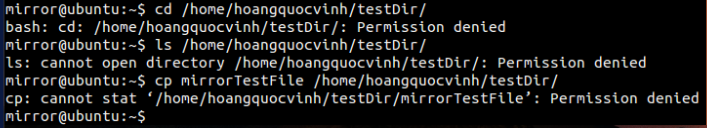 mirror@ubuntu:~$ cd /home/hoangquocvinh/testDir/
bash: cd: /home/hoangquocvinh/testDir/: Permission denied
mirror@ubuntu:~$ ls /home/hoangquocvinh/testDir/
ls: cannot open directory /home/hoangquocvinh/testDir/: Permission denied
mirror@ubuntu:~$ cp mirrorTestFile /home/hoangquocvinh/testDir/
cp: cannot stat ‘/home/hoangquocvinh/testDir/mirrorTestFile’: Permission denied
mirror@ubuntu:~$